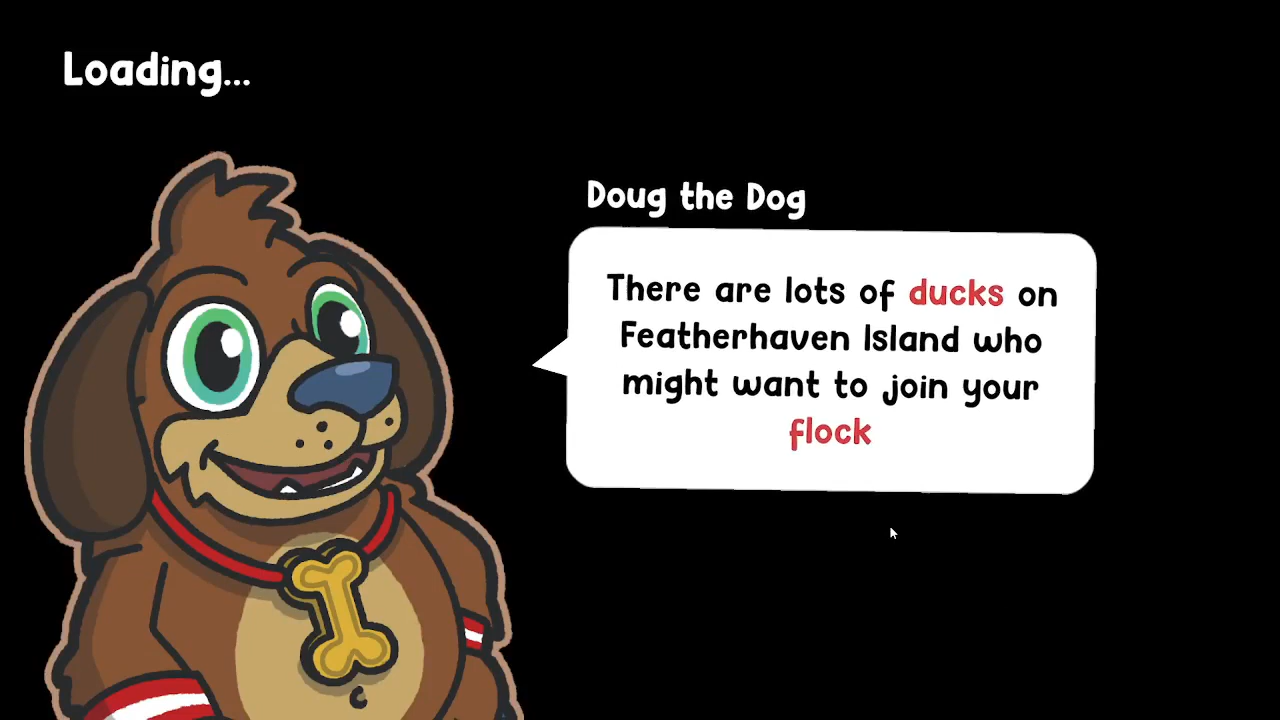 Loading...
Doug the Dog
There are lots of ducks on
Featherhaven Island who
might want to join your
flock